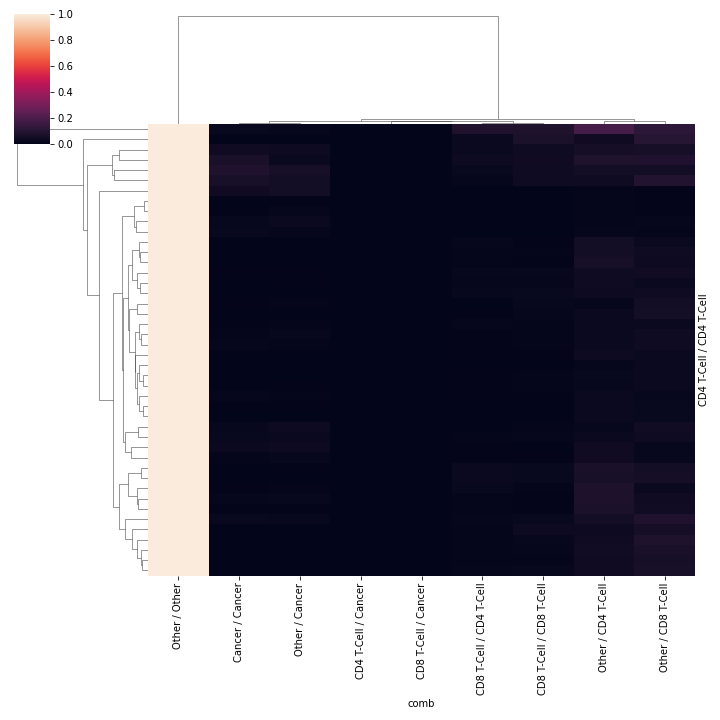 1.0
0.8
0.6
0.4
0.2
0.0
CD4 T-Cell / CD4 T-Cell
Other / Other
Cancer / Cancer
Other / Cancer
CD4 T-Cell / Cancer
CD8 T-Cell / Cancer
CD8 T-Cell / CD4 T-Cell
CD8 T-Cell / CD8 T-Cell
Other / CD4 T-Cell
Other / CD8 T-Cell
comb